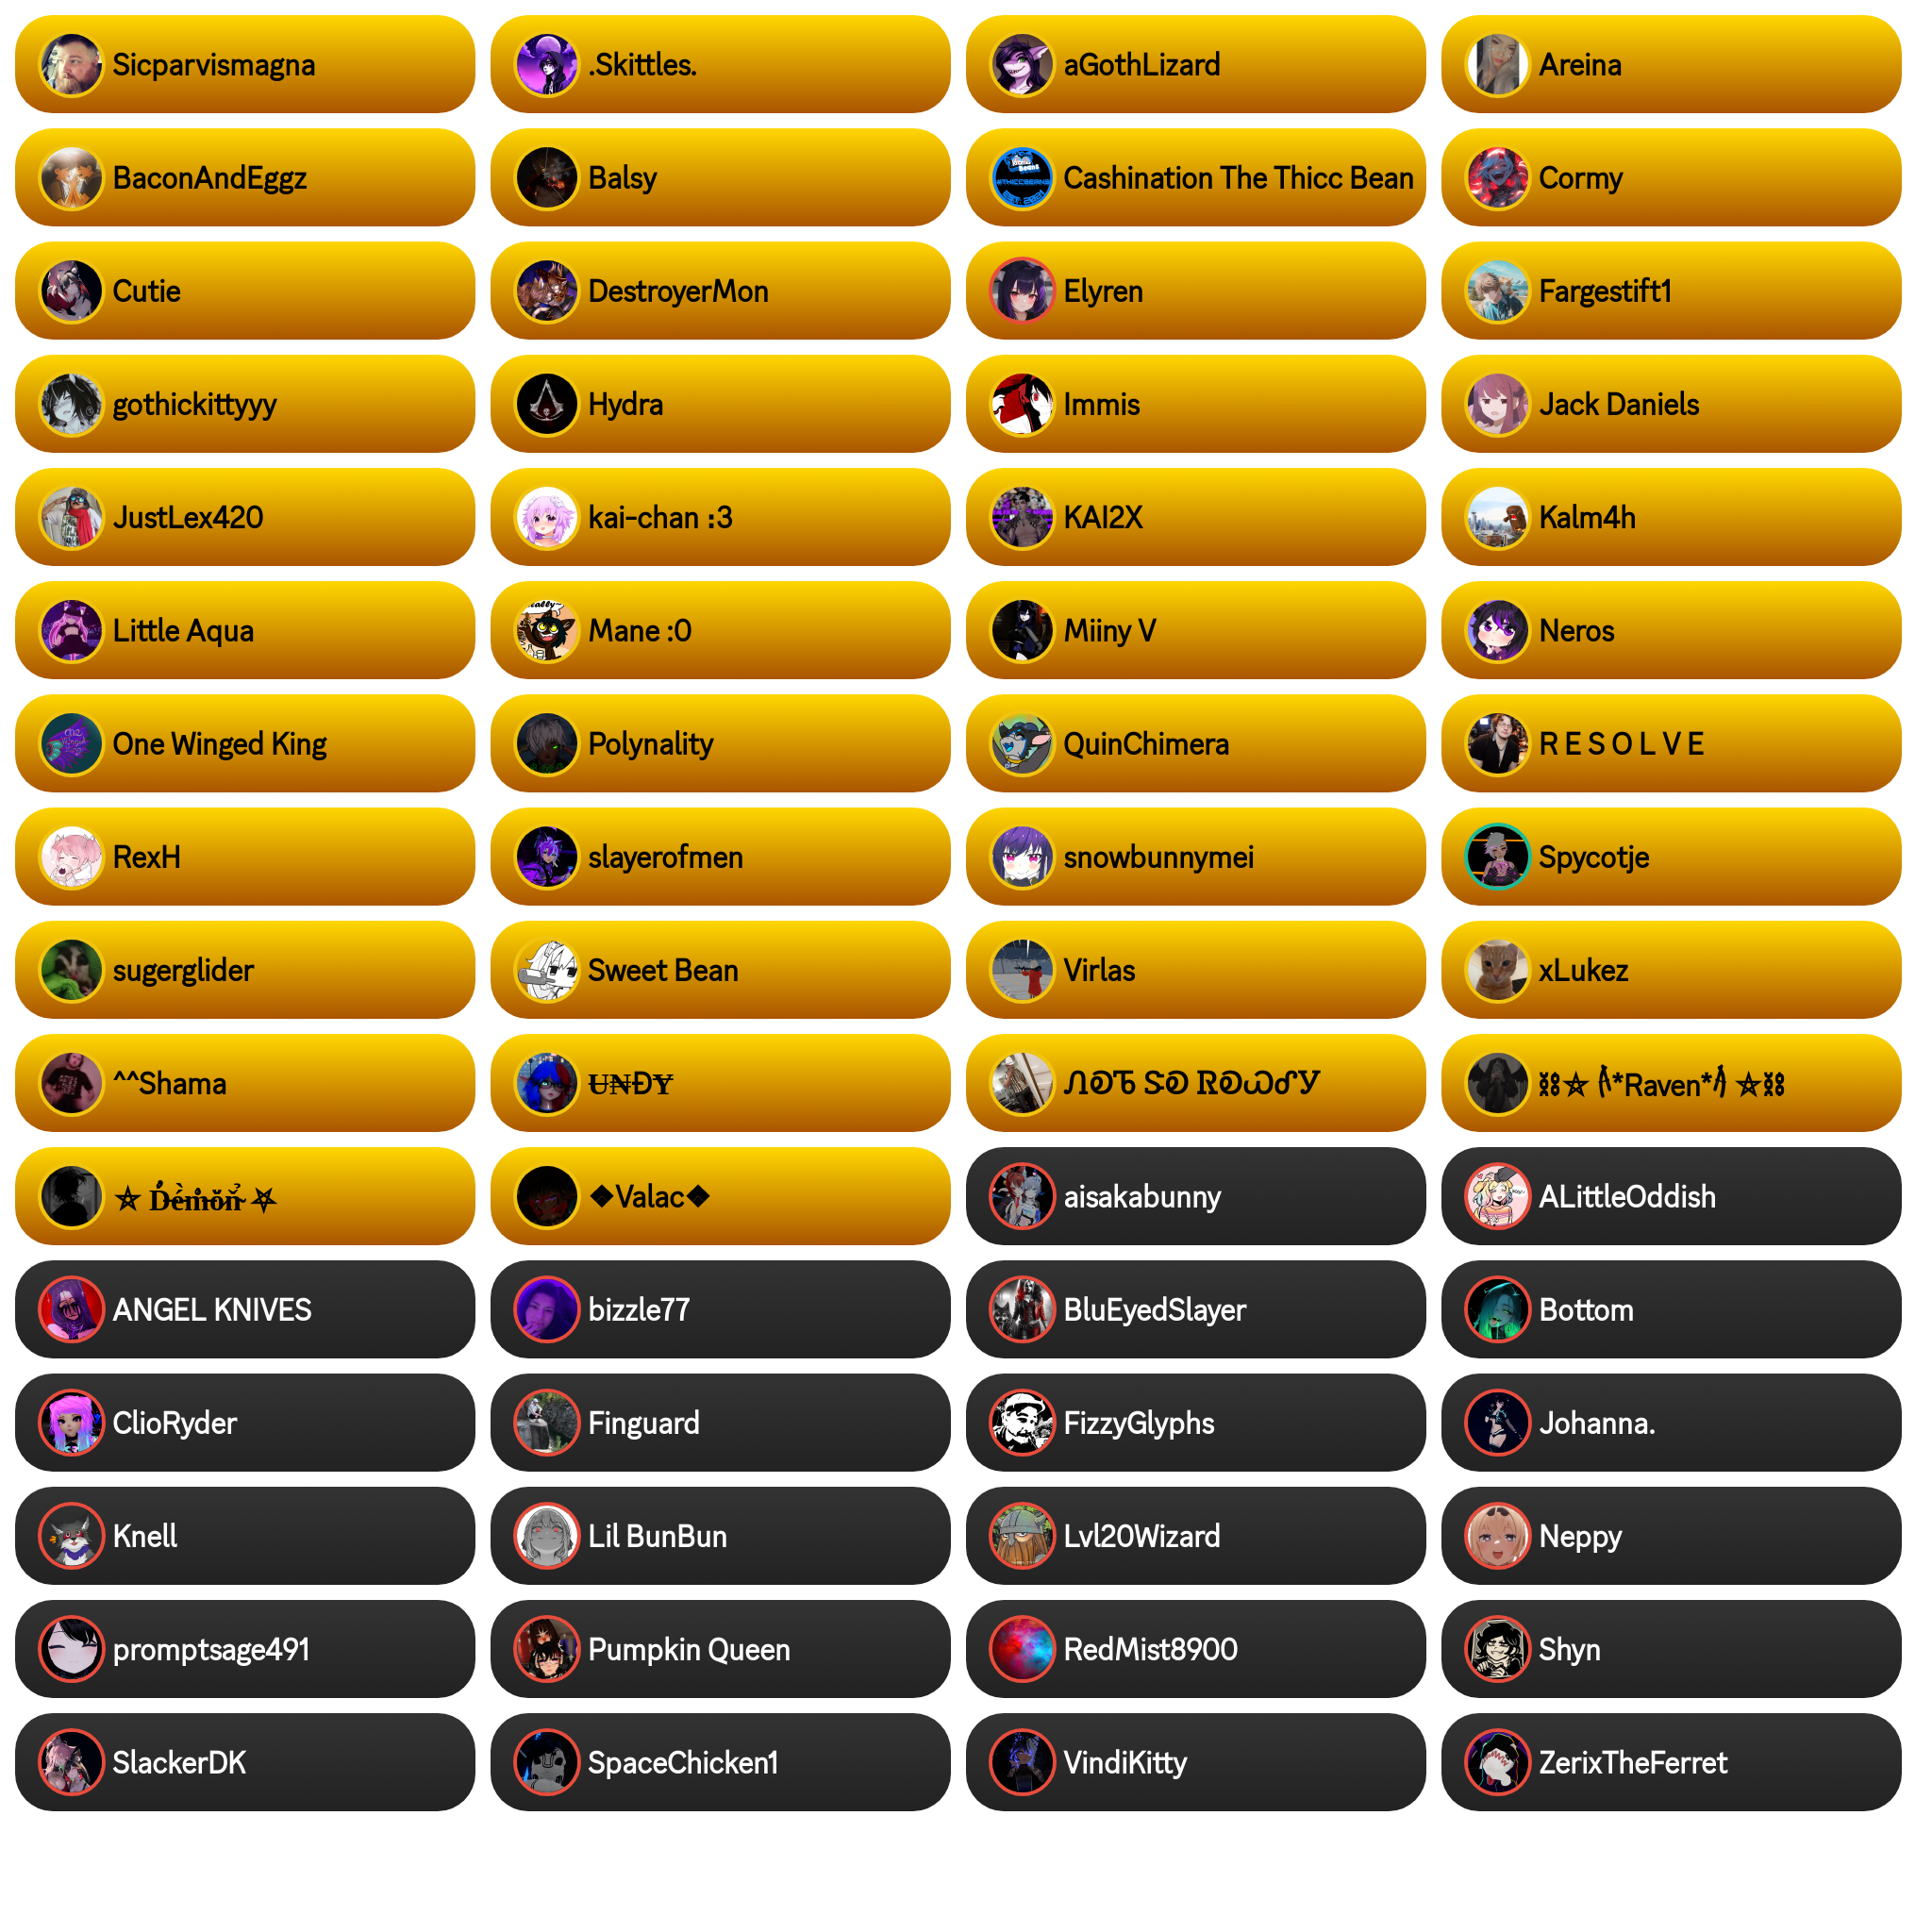 Sicparvismagna
.Skittles.
aGothLizard
Areina
BaconAndEggz
Balsy
Cashination The Thicc Bean
Cormy
Cutie
DestroyerMon
Elyren
Fargestift1
gothickittyyy
Hydra
Immis
Jack Daniels
JustLex420
kai-chan :3
KAI2X
Kalm4h
Little Aqua
Mane :0
Miiny V
Neros
One Winged King
Polynality
QuinChimera
R E S O L V E
RexH
slayerofmen
snowbunnymei
Spycotje
sugerglider
Sweet Bean
Virlas
xLukez
^^Shama
*Raven*
❖Valac❖
aisakabunny
ALittleOddish
ANGEL KNIVES
bizzle77
BluEyedSlayer
Bottom
ClioRyder
Finguard
FizzyGlyphs
Johanna.
Knell
Lil BunBun
Lvl20Wizard
Neppy
promptsage491
Pumpkin Queen
RedMist8900
Shyn
SlackerDK
SpaceChicken1
VindiKitty
ZerixTheFerret